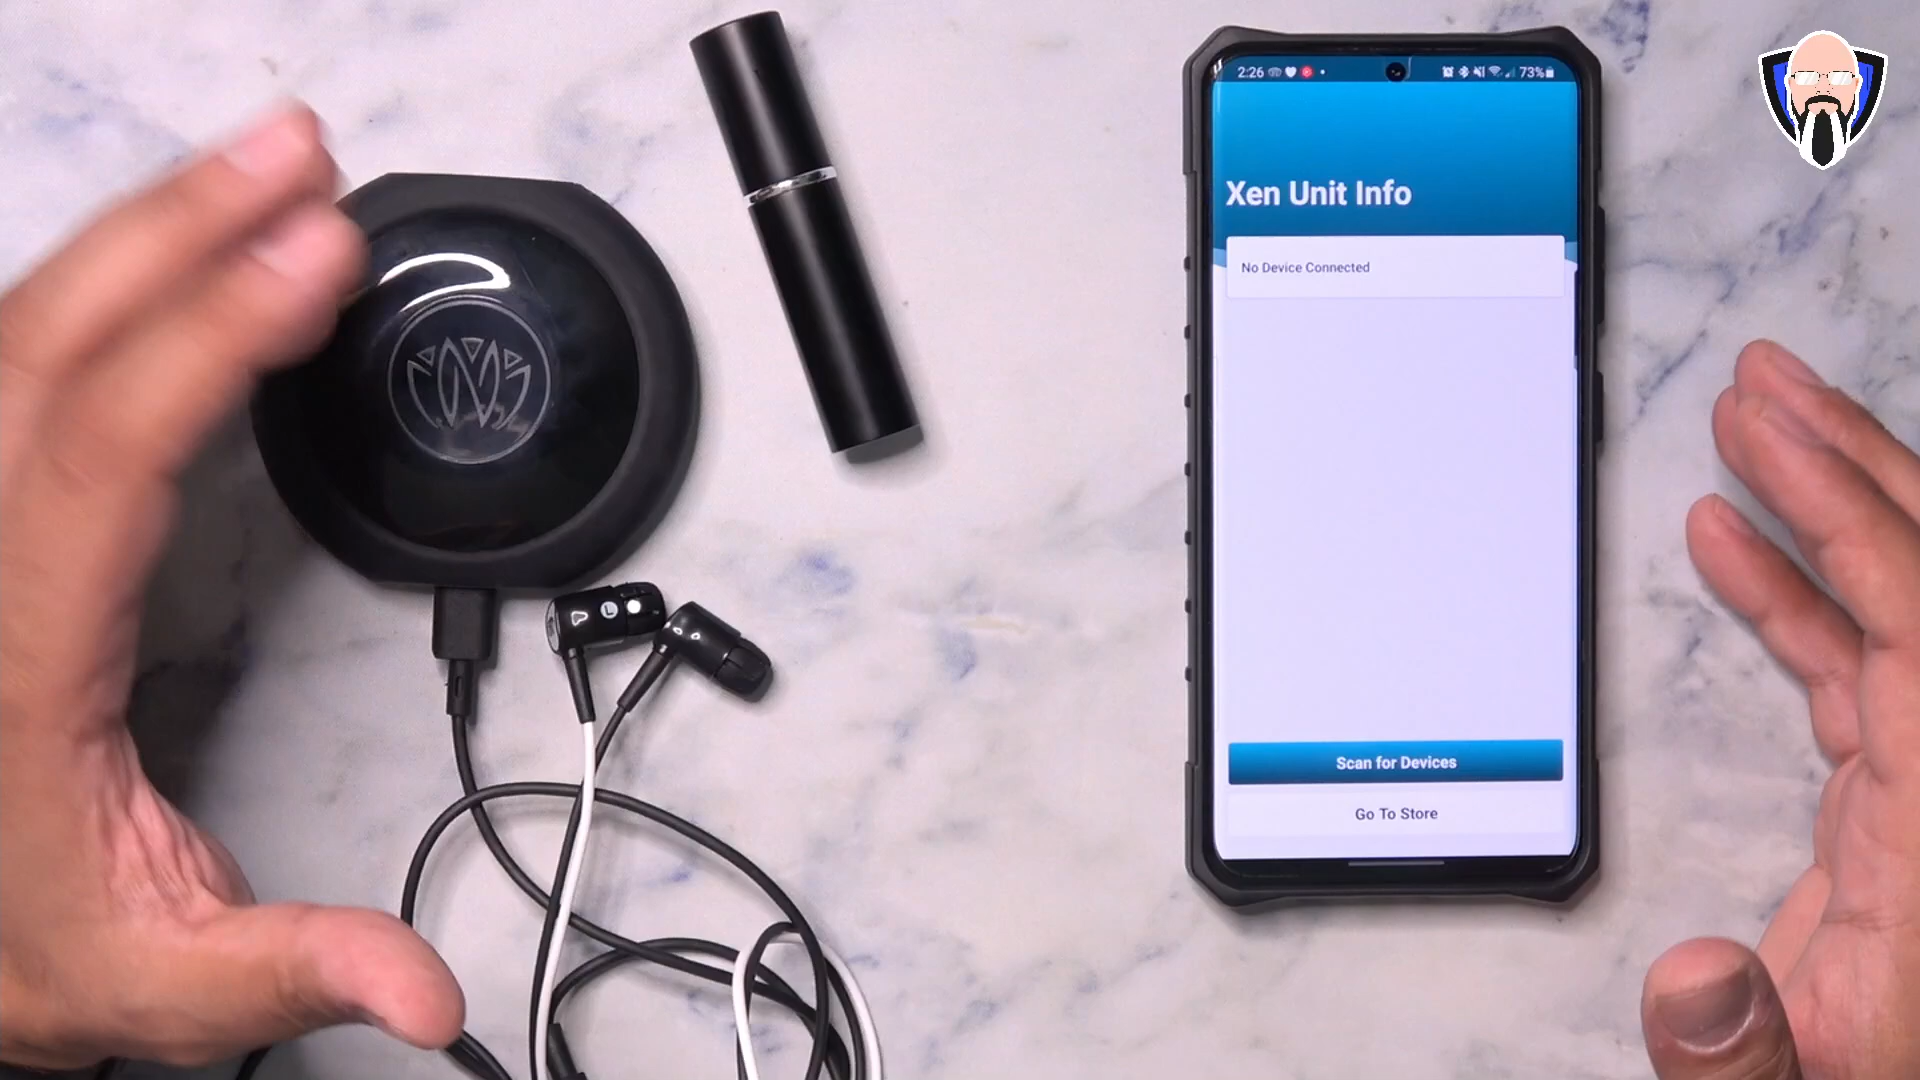 2:26
73%
Xen Unit Info
No Device Connected
Scan for Devices
Go To Store
L